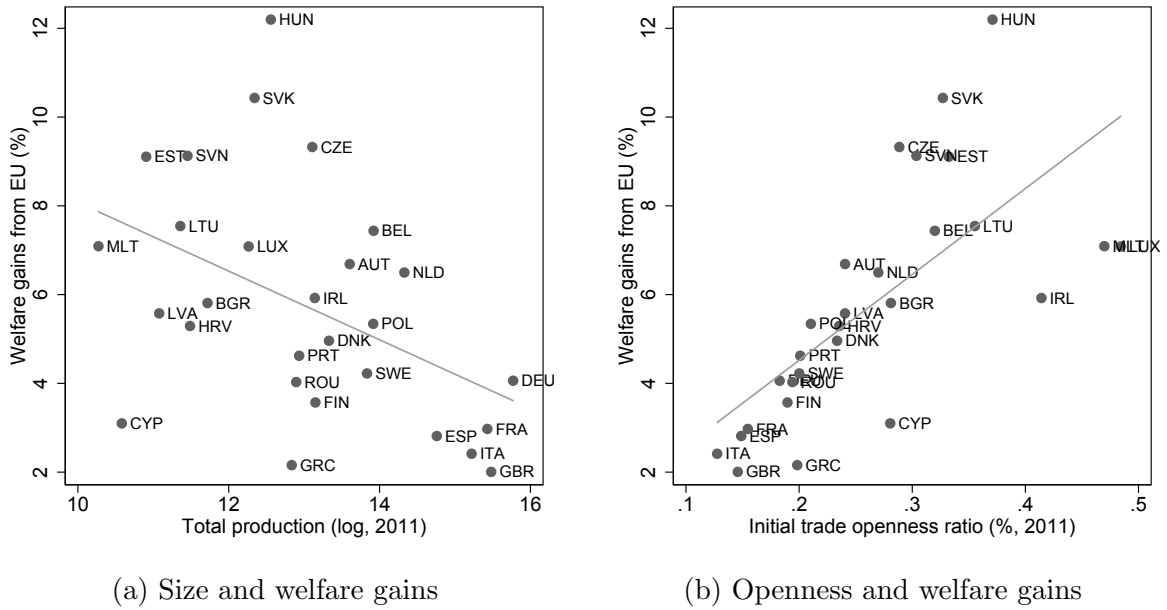 12
10
8
6
4
2
Welfare gains from EU (%)
HUN
SVK
CZE
EST
SVN
LTU
MLT
LUX
BEL
AUT
NLD
IRL
BGR
LVA
HRV
POL
DNK
PRT
SWE
ROU
DEU
FIN
CYP
FRA
ESP
ITA
GRC
GBR
10
12
14
16
Total production (log, 2011)
(a) Size and welfare gains
12
10
8
6
4
2
Welfare gains from EU (%)
HUN
SVK
CZE
SVN
EST
LTU
BEL
MLT
LUX
AUT
NLD
IRL
BGR
LVA
POL
HRV
DNK
PRT
SWE
DEU
ROU
FIN
CYP
FRA
ESP
ITA
GRC
GBR
.1
.2
.3
.4
.5
Initial trade openness ratio (%, 2011)
(b) Openness and welfare gains